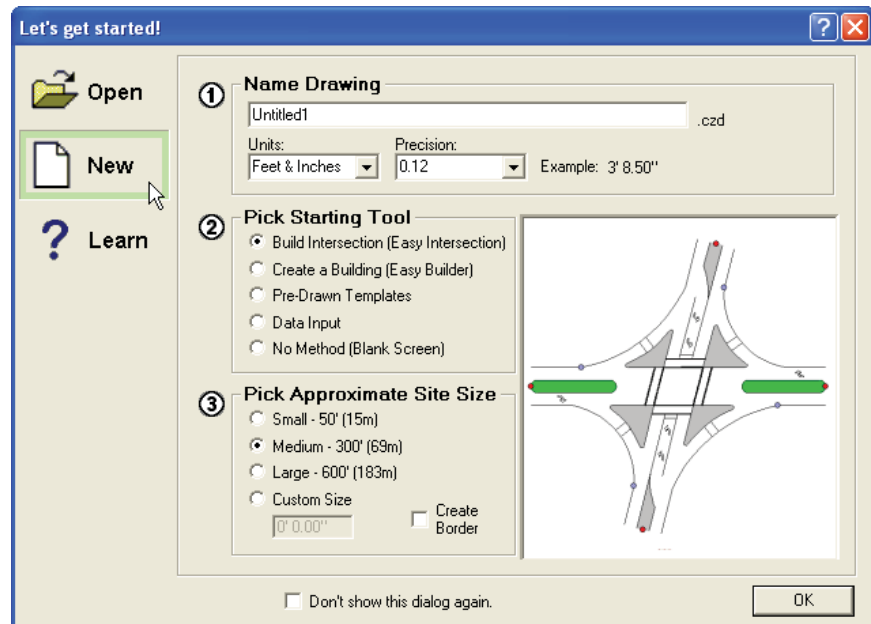 Let's get started!
Open
New
Learn
1 Name Drawing
Untitled1 .czd
Units: Precision:
Feet & Inches 0.12 Example: 3' 8.50"
2 Pick Starting Tool
Build Intersection (Easy Intersection)
Create a Building (Easy Builder)
Pre-Drawn Templates
Data Input
No Method (Blank Screen)
3 Pick Approximate Site Size
Small - 50' (15m)
Medium - 300' (69m)
Large - 600' (183m)
Custom Size
0' 0.00"
Create
Border
Don't show this dialog again.
OK